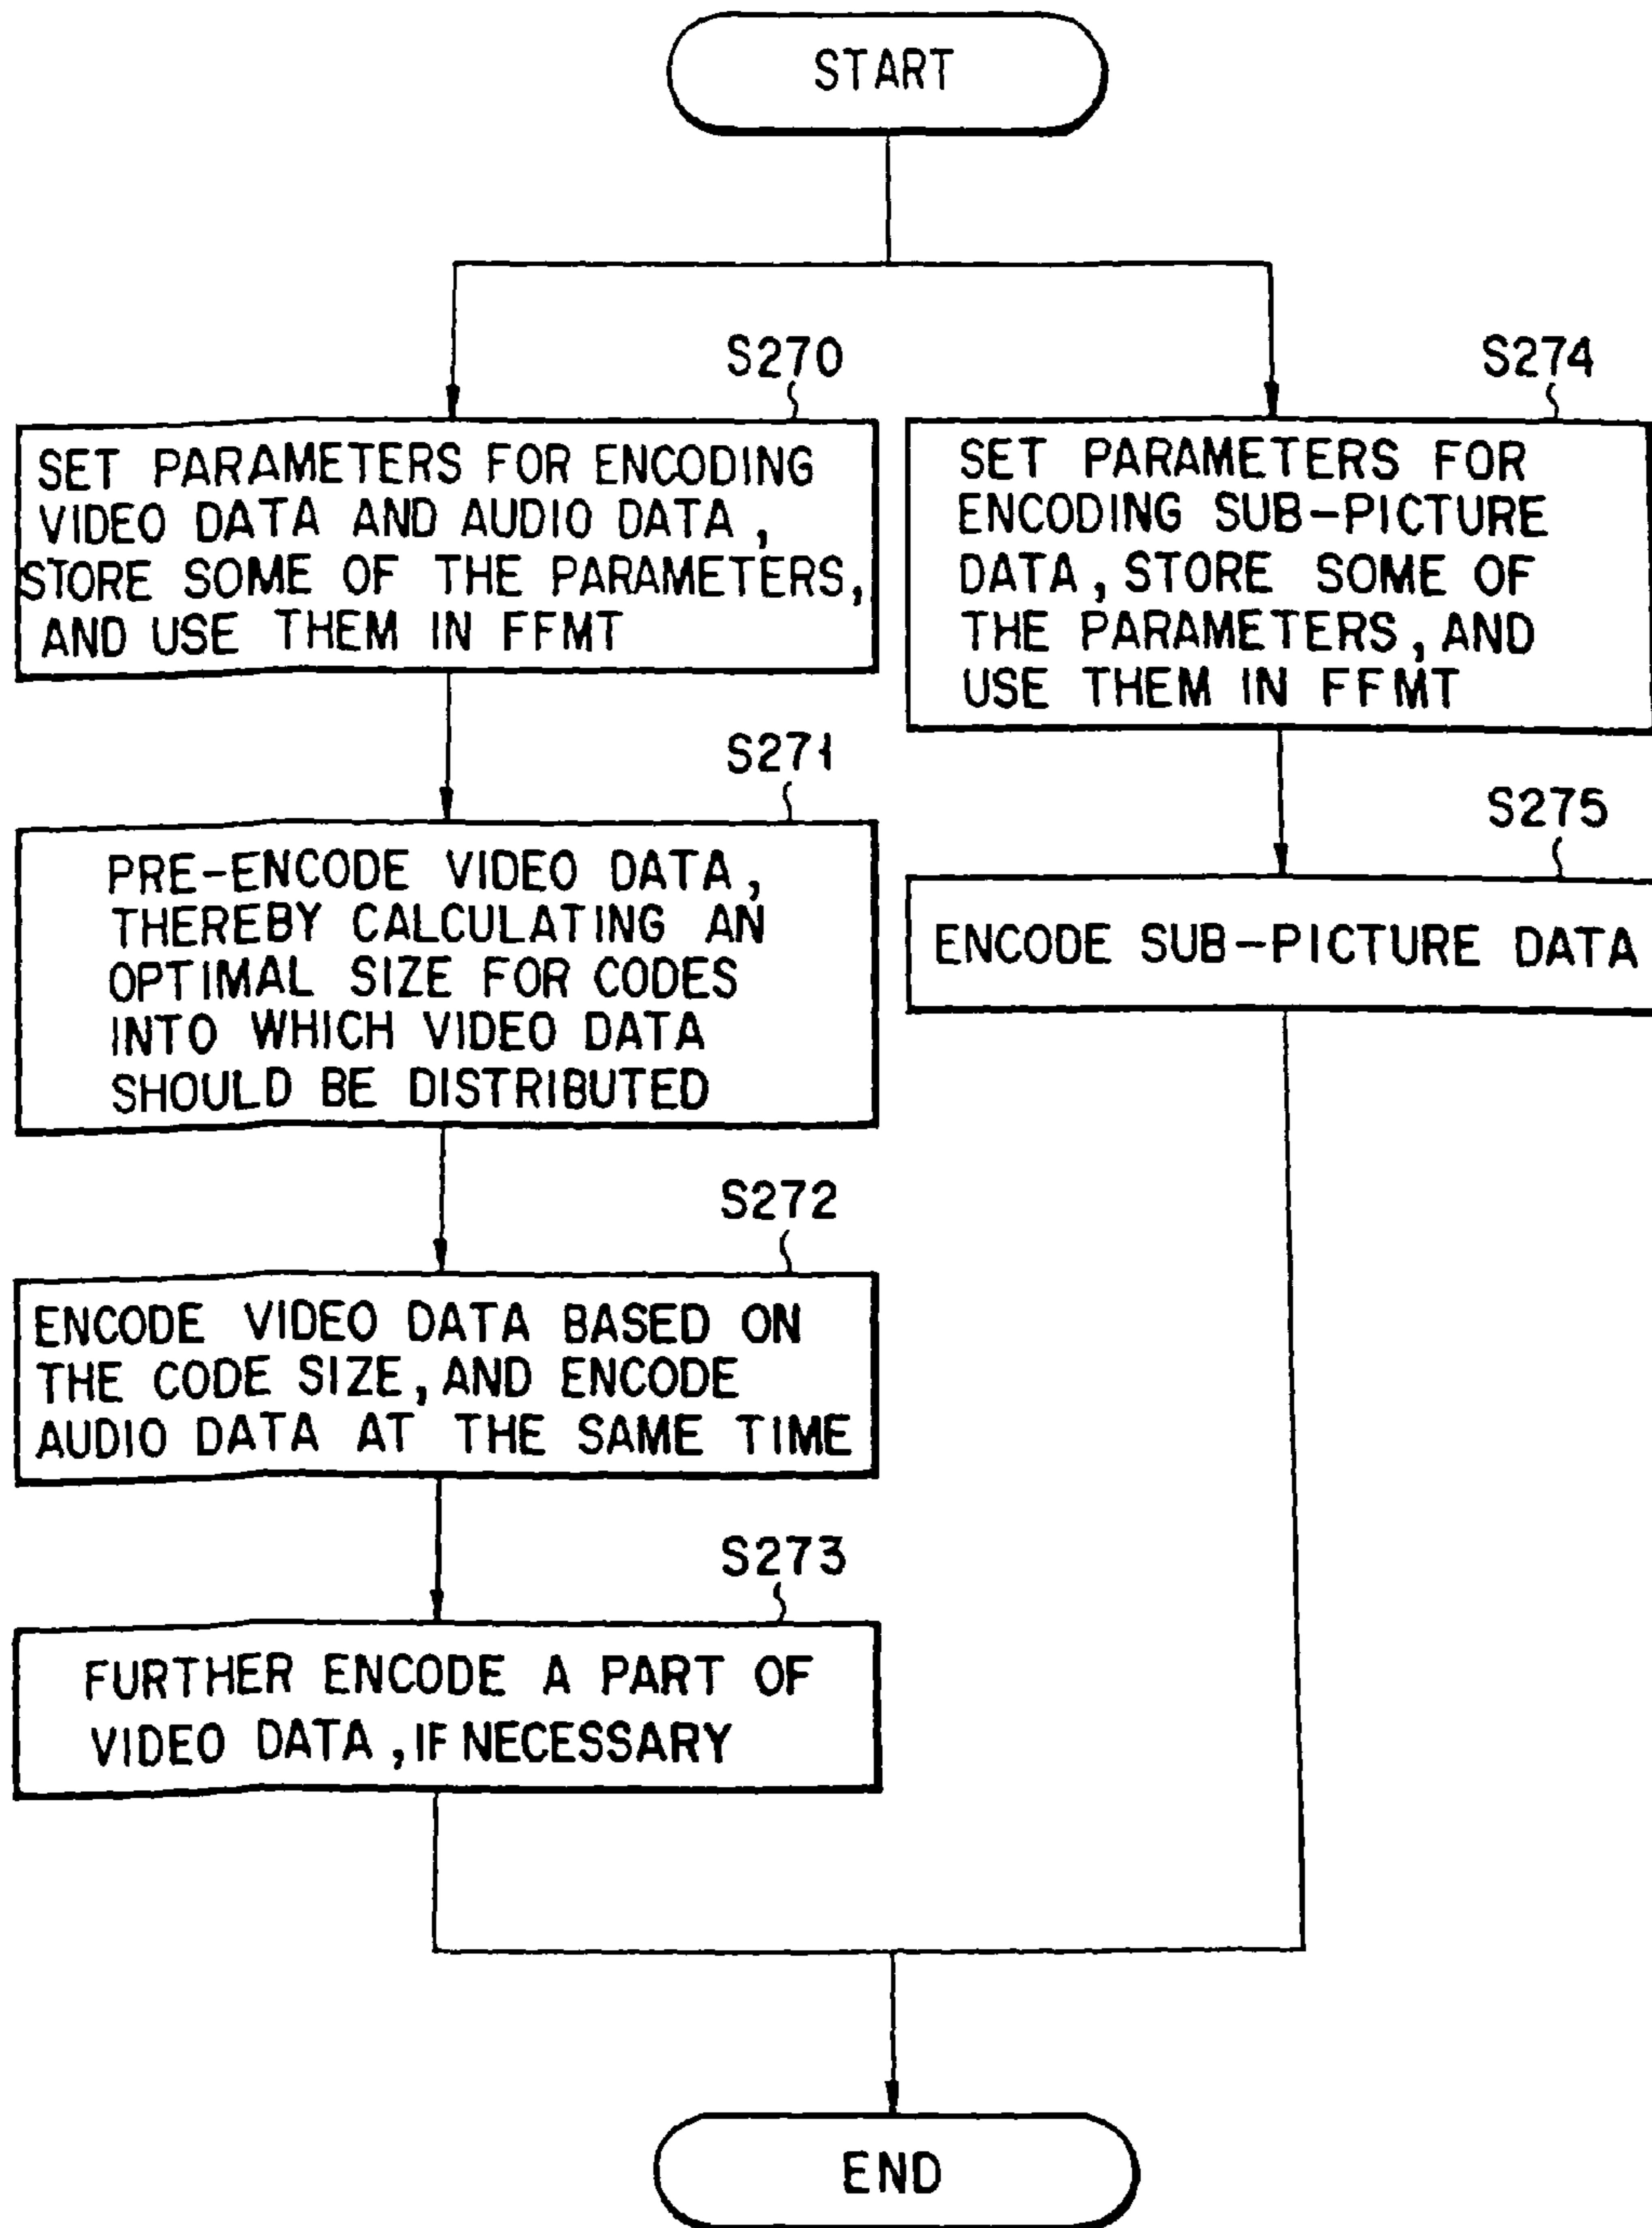 START
S270
SET PARAMETERS FOR ENCODING
VIDEO DATA AND AUDIO DATA,
STORE SOME OF THE PARAMETERS,
AND USE THEM IN FFMT
S271
PRE-ENCODE VIDEO DATA,
THEREBY CALCULATING AN
OPTIMAL SIZE FOR CODES
INTO WHICH VIDEO DATA
SHOULD BE DISTRIBUTED
S272
ENCODE VIDEO DATA BASED ON
THE CODE SIZE, AND ENCODE
AUDIO DATA AT THE SAME TIME
S273
FURTHER ENCODE A PART OF
VIDEO DATA, IF NECESSARY
S274
SET PARAMETERS FOR
ENCODING SUB-PICTURE
DATA, STORE SOME OF
THE PARAMETERS, AND
USE THEM IN FFMT
S275
ENCODE SUB-PICTURE DATA
END